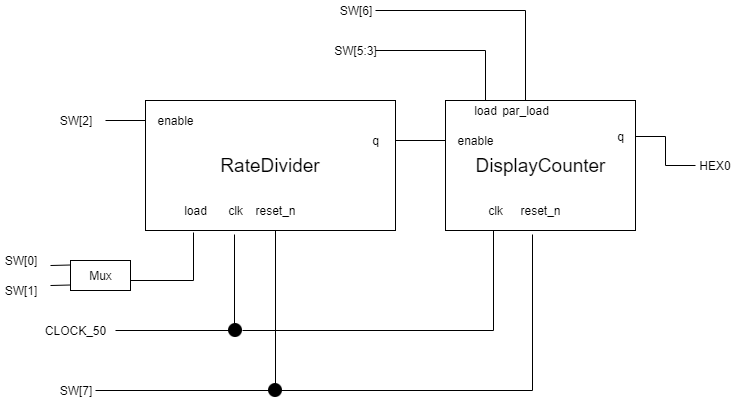 SW[6]
SW[5:3]
load par_load
SW[2]
enable
q
enable
q
RateDivider
DisplayCounter
HEX0
load
clk
reset_n
clk
reset_n
SW[0]
Mux
SW[1]
CLOCK_50
SW[7]